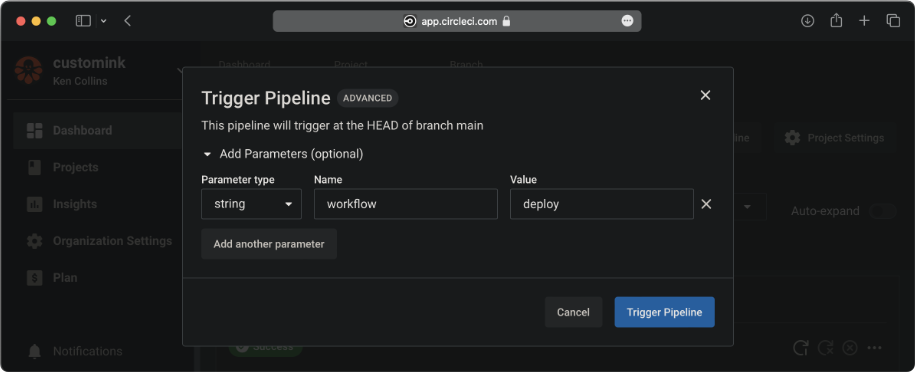 app.circleci.com
customink
Ken Collins
Dashboard Project Branch
Trigger Pipeline ADVANCED
This pipeline will trigger at the HEAD of branch main
Dashboard
ine Project Settings
Add Parameters (optional)
Projects
Parameter type Name Value
Insights
string workflow deploy
Auto-expand
Organization Settings
Add another parameter
Plan
Cancel Trigger Pipeline
Notifications
Success